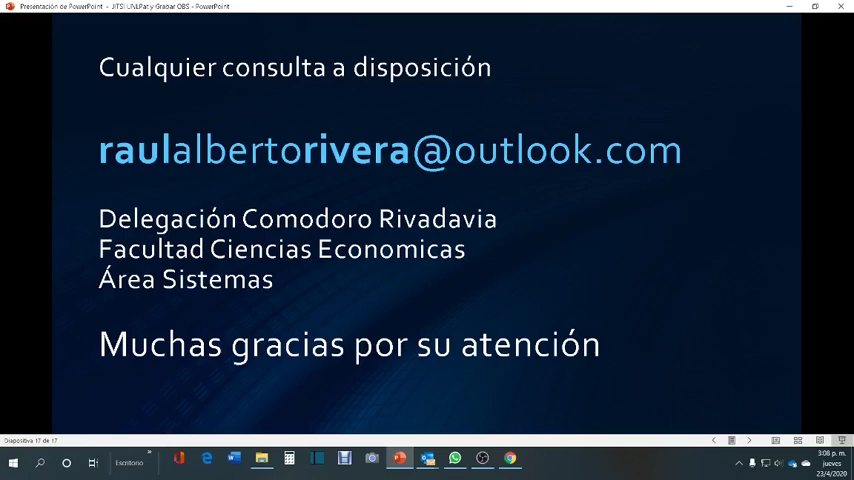 Presentación de PowerPoint - JITSI UNLPat y Grabar OBS - PowerPoint
Cualquier consulta a disposición
raulalbertorivera@outlook.com
Delegación Comodoro Rivadavia
Facultad Ciencias Economicas
Área Sistemas
Muchas gracias por su atención
Diapositiva 17 de 17
Escritorio
3:08 p. m.
jueves
23/4/2020